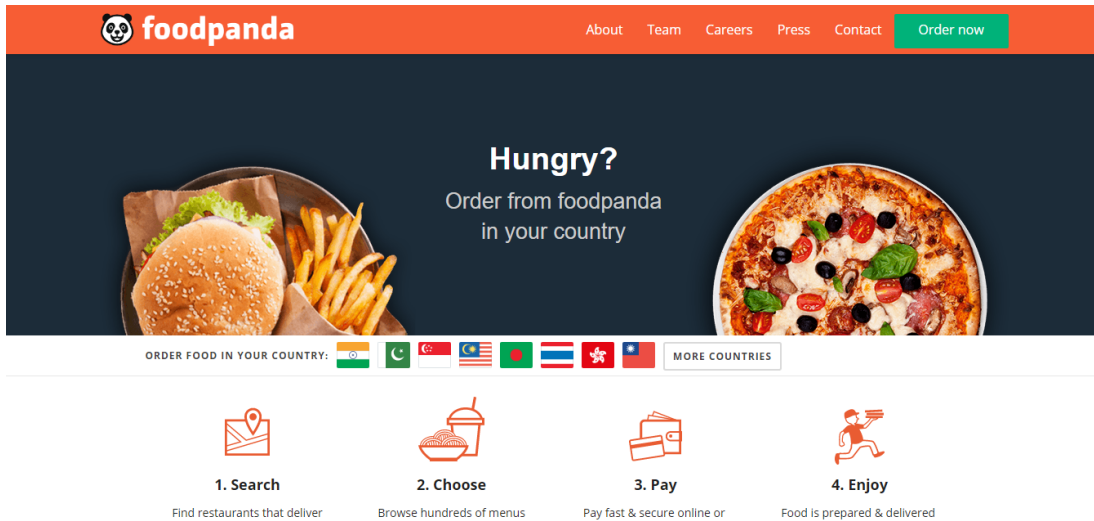 foodpanda
About Team Careers Press Contact Order now
Hungry?
Order from foodpanda
in your country
ORDER FOOD IN YOUR COUNTRY: MORE COUNTRIES
1. Search 2. Choose 3. Pay 4. Enjoy
Find restaurants that deliver Browse hundreds of menus Pay fast & secure online or Food is prepared & delivered